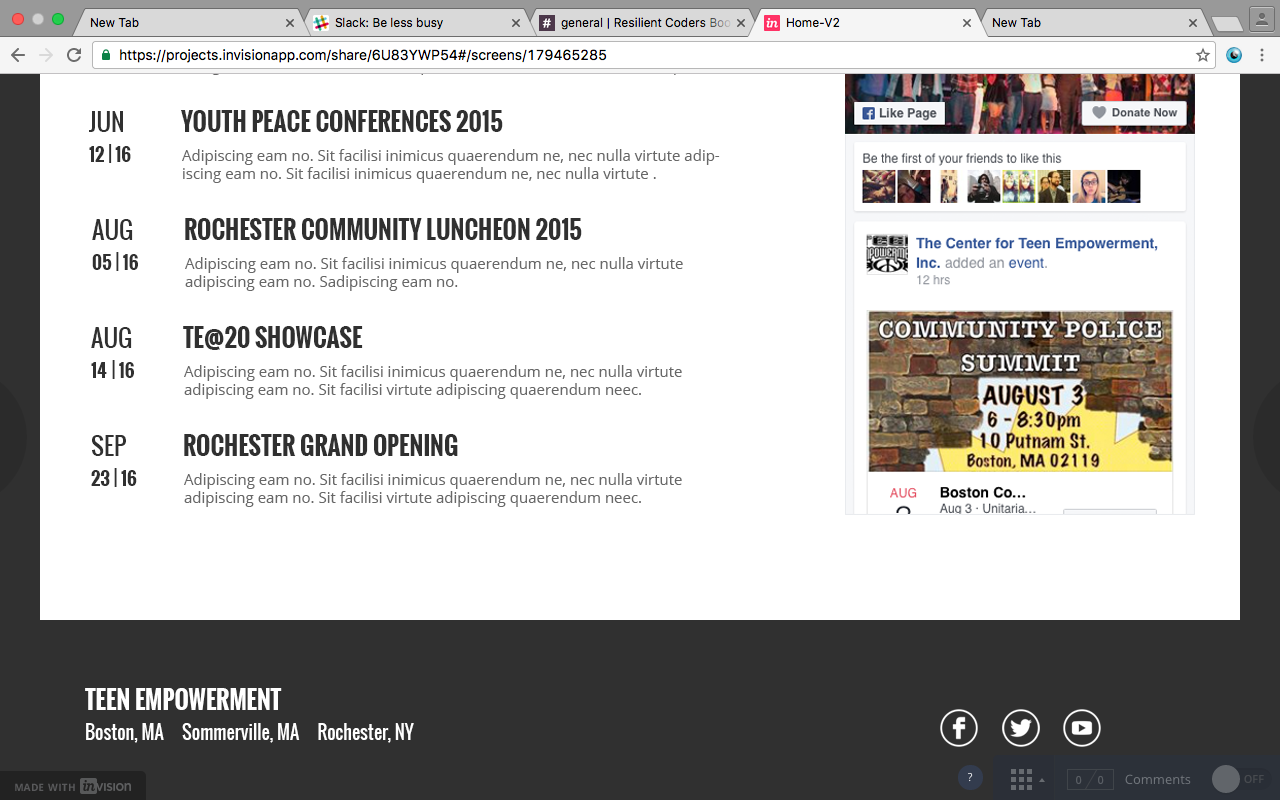 New Tab
Slack: Be less busy
general | Resilient Coders Boo
Home-V2
New Tab
https://projects.invisionapp.com/share/6U83YWP54#/screens/179465285
JUN
12 | 16
YOUTH PEACE CONFERENCES 2015
Adipiscing eam no. Sit facilisi inimicus quaerendum ne, nec nulla virtute adip-
iscing eam no. Sit facilisi inimicus quaerendum ne, nec nulla virtute .
AUG
05 | 16
ROCHESTER COMMUNITY LUNCHEON 2015
Adipiscing eam no. Sit facilisi inimicus quaerendum ne, nec nulla virtute
adipiscing eam no. Sadipiscing eam no.
AUG
14 | 16
TE@20 SHOWCASE
Adipiscing eam no. Sit facilisi inimicus quaerendum ne, nec nulla virtute
adipiscing eam no. Sit facilisi virtute adipiscing quaerendum neec.
SEP
23 | 16
ROCHESTER GRAND OPENING
Adipiscing eam no. Sit facilisi inimicus quaerendum ne, nec nulla virtute
adipiscing eam no. Sit facilisi virtute adipiscing quaerendum neec.
Like Page
Donate Now
Be the first of your friends to like this
The Center for Teen Empowerment,
Inc. added an event.
12 hrs
COMMUNITY POLICE
SUMMIT
AUGUST 3
6 - 8:30pm
10 Putnam St.
Boston, MA 02119
AUG
Boston Co...
Aug 3 · Unitaria...
TEEN EMPOWERMENT
Boston, MA Sommerville, MA Rochester, NY
MADE WITH invision
?
0 / 0
Comments
OFF